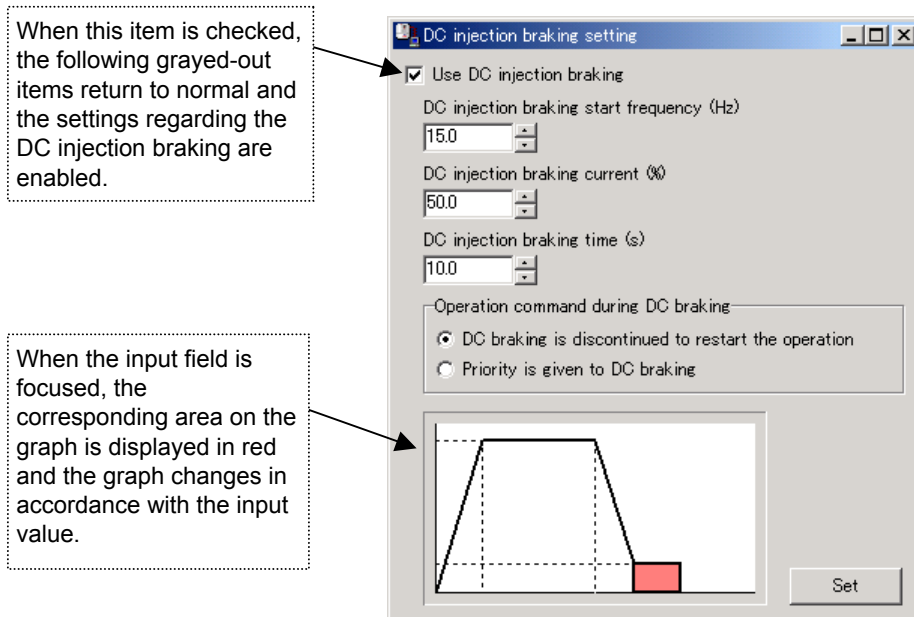 When this item is checked,
the following grayed-out
items return to normal and
the settings regarding the
DC injection braking are
enabled.
DC injection braking setting
Use DC injection braking
DC injection braking start frequency (Hz)
15.0
DC injection braking current (%)
50.0
DC injection braking time (s)
10.0
Operation command during DC braking
DC braking is discontinued to restart the operation
Priority is given to DC braking
When the input field is
focused, the
corresponding area on the
graph is displayed in red
and the graph changes in
accordance with the input
value.
Set